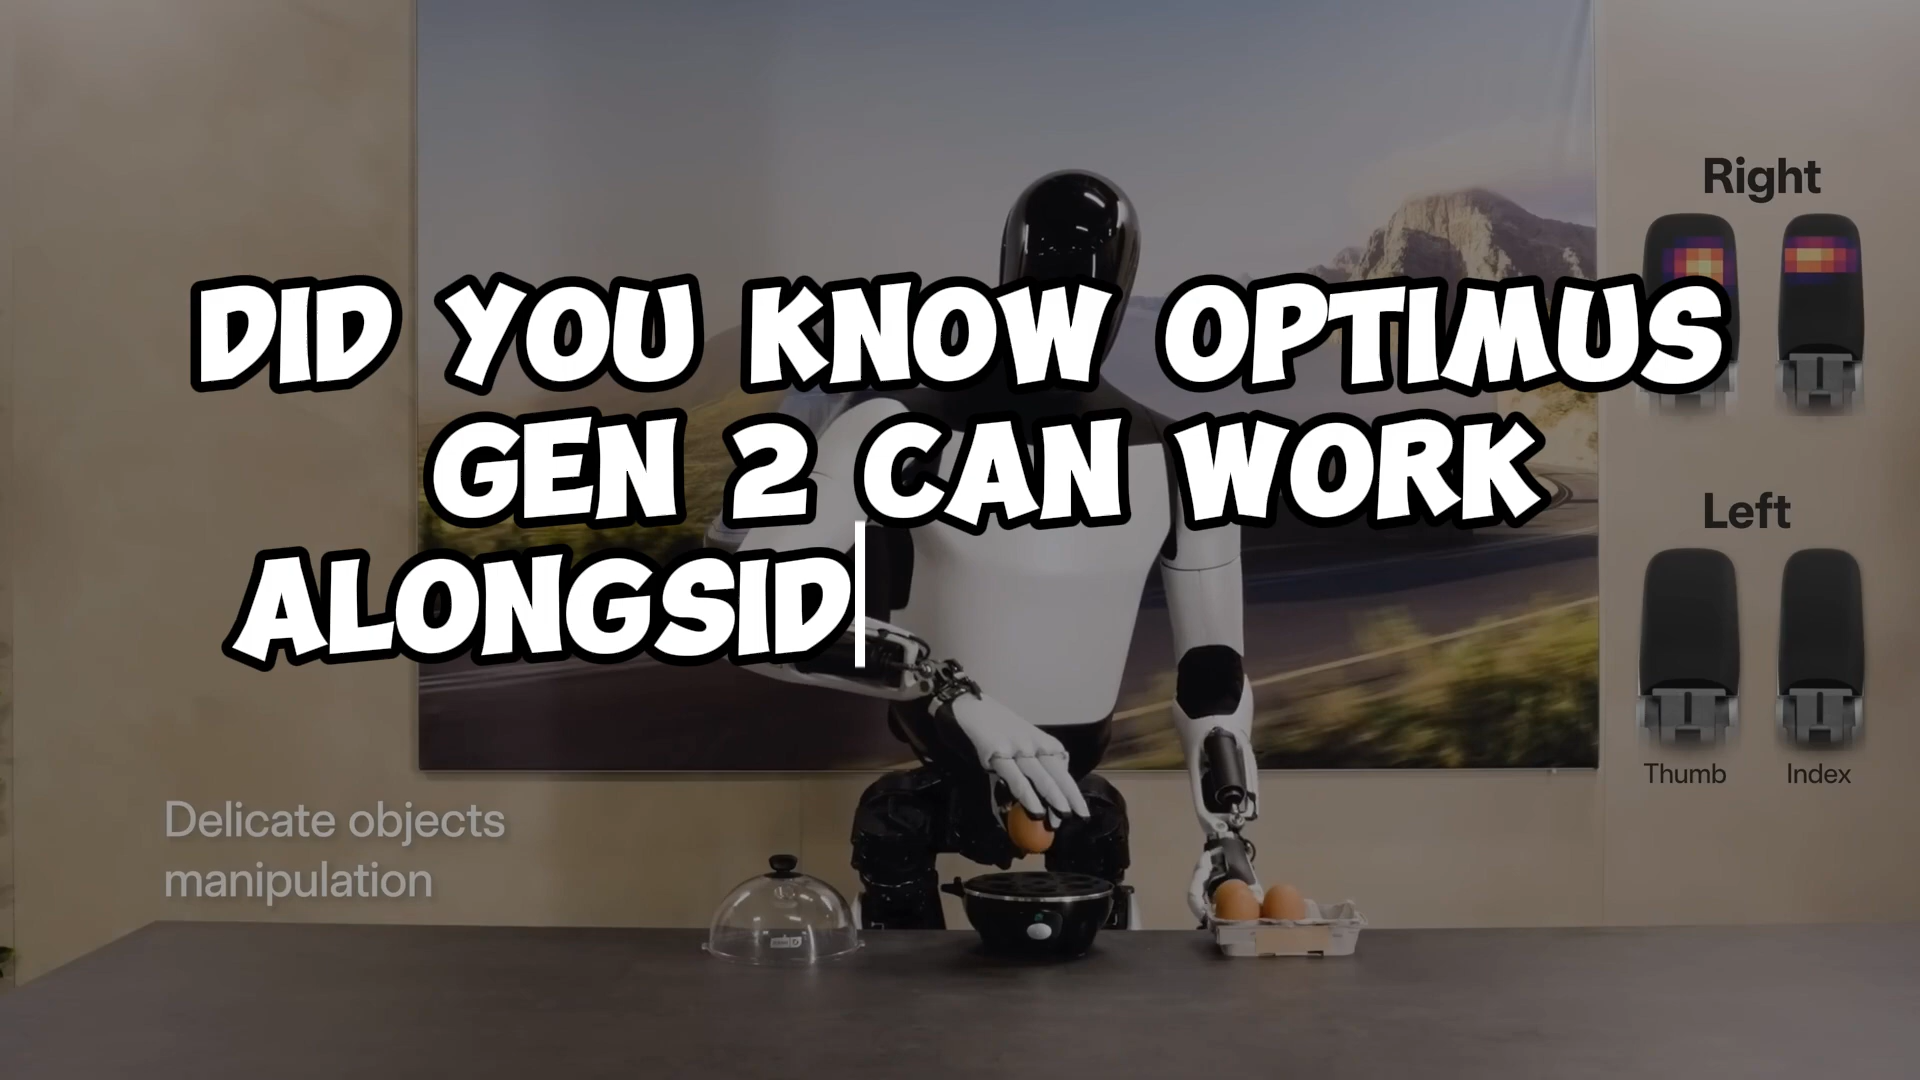 DID YOU KNOW OPTIMUS
GEN 2 CAN WORK
ALONGSID
Right
Left
Thumb Index
Delicate objects
manipulation